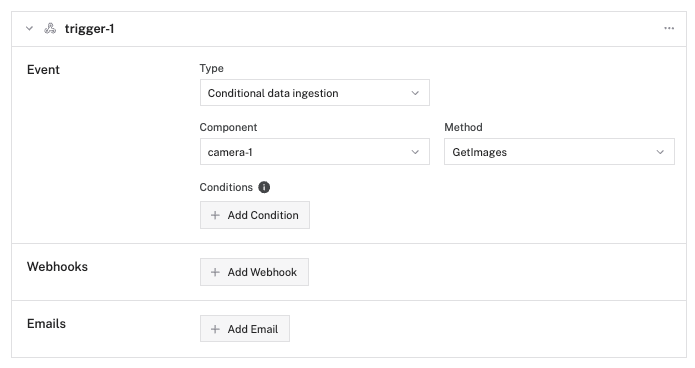 trigger-1
Event
Type
Conditional data ingestion
Component
Method
camera-1
GetImages
Conditions
Add Condition
Webhooks
Add Webhook
Emails
Add Email